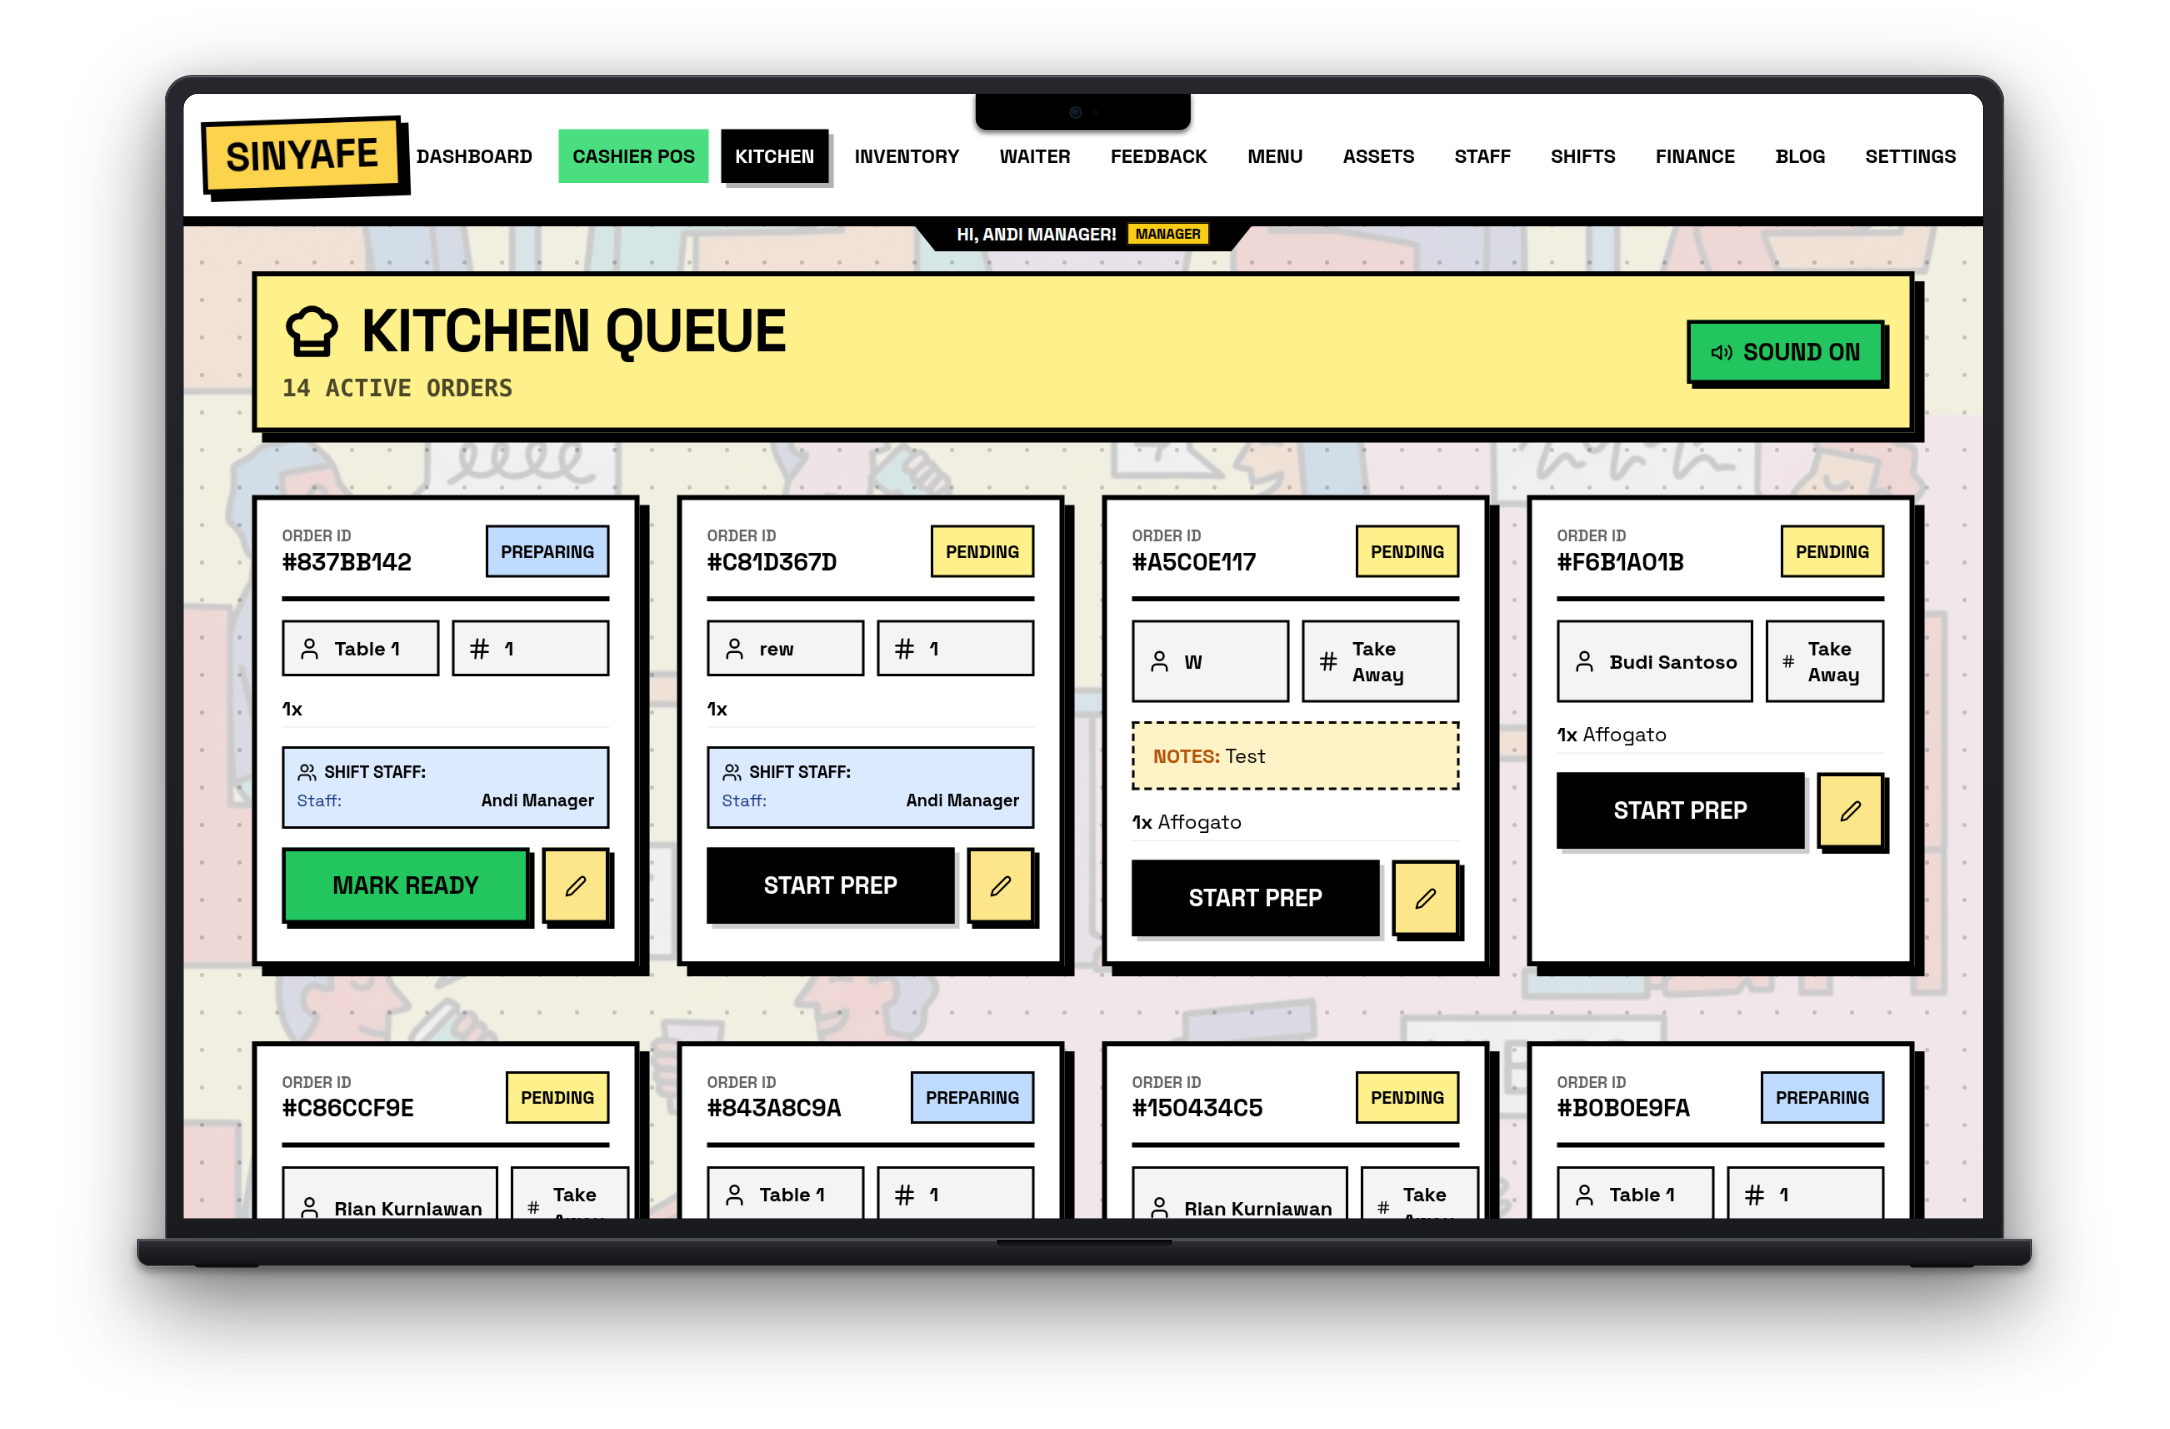 SINYAFE
DASHBOARD CASHIER POS KITCHEN INVENTORY WAITER FEEDBACK MENU ASSETS STAFF SHIFTS FINANCE BLOG SETTINGS
HI, ANDI MANAGER! MANAGER
KITCHEN QUEUE
14 ACTIVE ORDERS
SOUND ON
ORDER ID
#837BB142
PREPARING
Table 1
# 1
1x
SHIFT STAFF:
Staff: Andi Manager
MARK READY
ORDER ID
#C81D367D
PENDING
rew
# 1
1x
SHIFT STAFF:
Staff: Andi Manager
START PREP
ORDER ID
#A5C0E117
PENDING
W
# Take
Away
NOTES: Test
1x Affogato
START PREP
ORDER ID
#F6B1A01B
PENDING
Budi Santoso
# Take
Away
1x Affogato
START PREP
ORDER ID
#C86CCF9E
PENDING
Rian Kurniawan
# Take
ORDER ID
#843A8C9A
PREPARING
Table 1
# 1
ORDER ID
#150434C5
PENDING
Rian Kurniawan
# Take
ORDER ID
#B0B0E9FA
PREPARING
Table 1
# 1